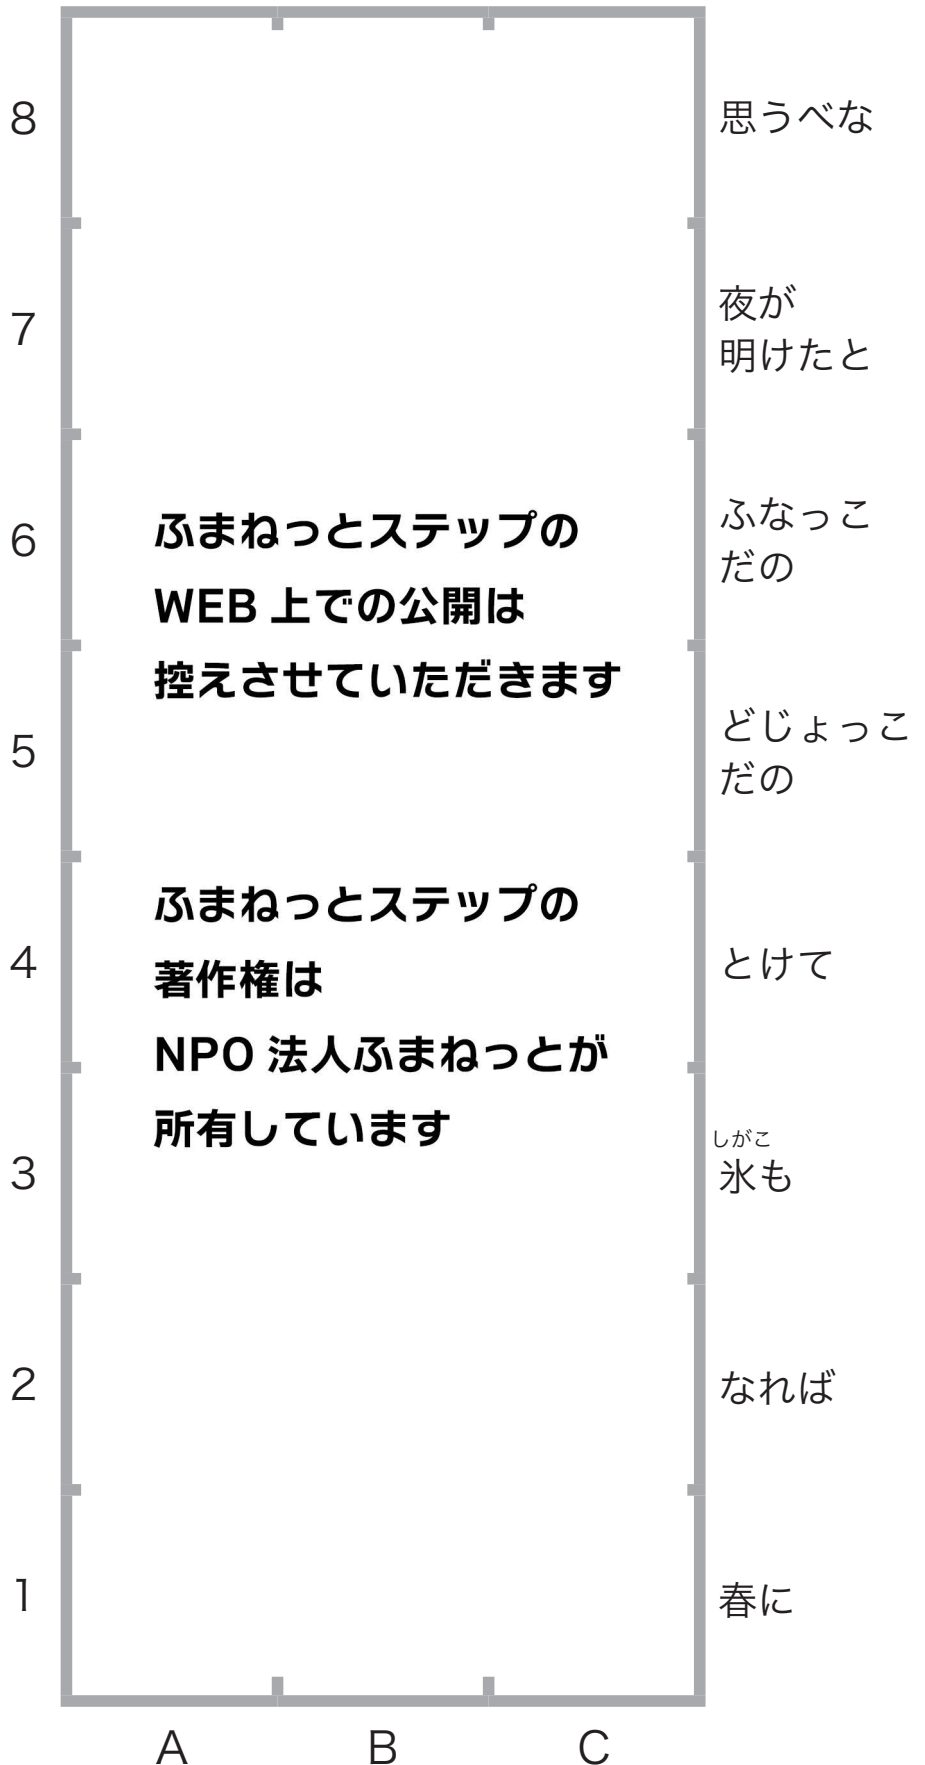 8
思うべな
7
夜が
明けたと
6
ふなっこ
だの
ふまねっとステップの
WEB上での公開は
控えさせていただきます
5
どじょっこ
だの
ふまねっとステップの
著作権は
NPO法人ふまねっとが
所有しています
4
とけて
3
しがこ
氷も
2
なれば
1
春に
A B C